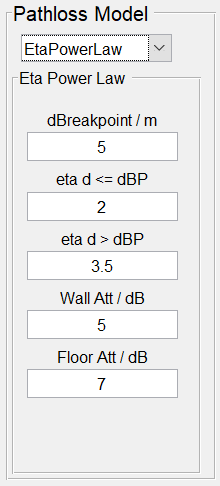 Pathloss Model
EtaPowerLaw
Eta Power Law
dBreakpoint / m
5
eta d <= dBP
2
eta d > dBP
3.5
Wall Att / dB
5
Floor Att / dB
7